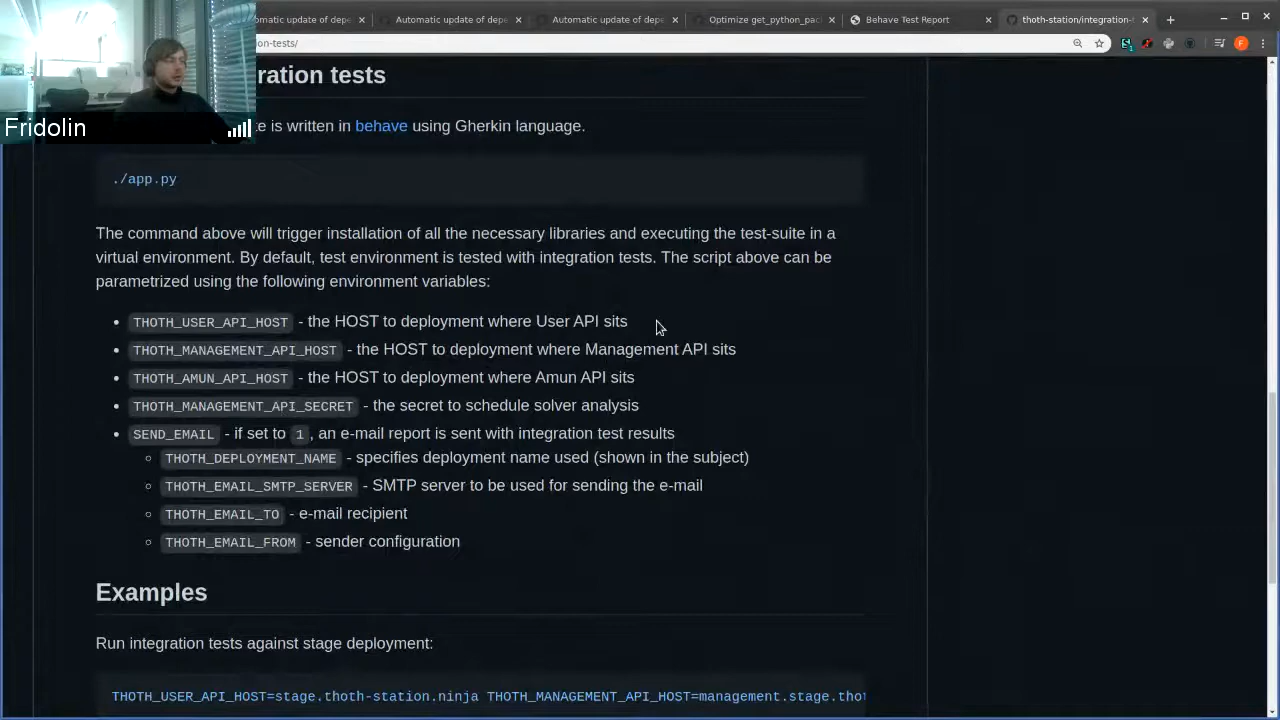 Automatic update of depe
Automatic update of depe
Automatic update of depe
Optimize get_python_pac
Behave Test Report
thoth-station/integration-t
on-tests/
ration tests
Fridolin
te is written in behave using Gherkin language.
./app.py
The command above will trigger installation of all the necessary libraries and executing the test-suite in a
virtual environment. By default, test environment is tested with integration tests. The script above can be
parametrized using the following environment variables:
THOTH_USER_API_HOST - the HOST to deployment where User API sits
THOTH_MANAGEMENT_API_HOST - the HOST to deployment where Management API sits
THOTH_AMUN_API_HOST - the HOST to deployment where Amun API sits
THOTH_MANAGEMENT_API_SECRET - the secret to schedule solver analysis
SEND_EMAIL - if set to 1, an e-mail report is sent with integration test results
THOTH_DEPLOYMENT_NAME - specifies deployment name used (shown in the subject)
THOTH_EMAIL_SMTP_SERVER - SMTP server to be used for sending the e-mail
THOTH_EMAIL_TO - e-mail recipient
THOTH_EMAIL_FROM - sender configuration
Examples
Run integration tests against stage deployment:
THOTH_USER_API_HOST=stage.thoth-station.ninja THOTH_MANAGEMENT_API_HOST=management.stage.thot